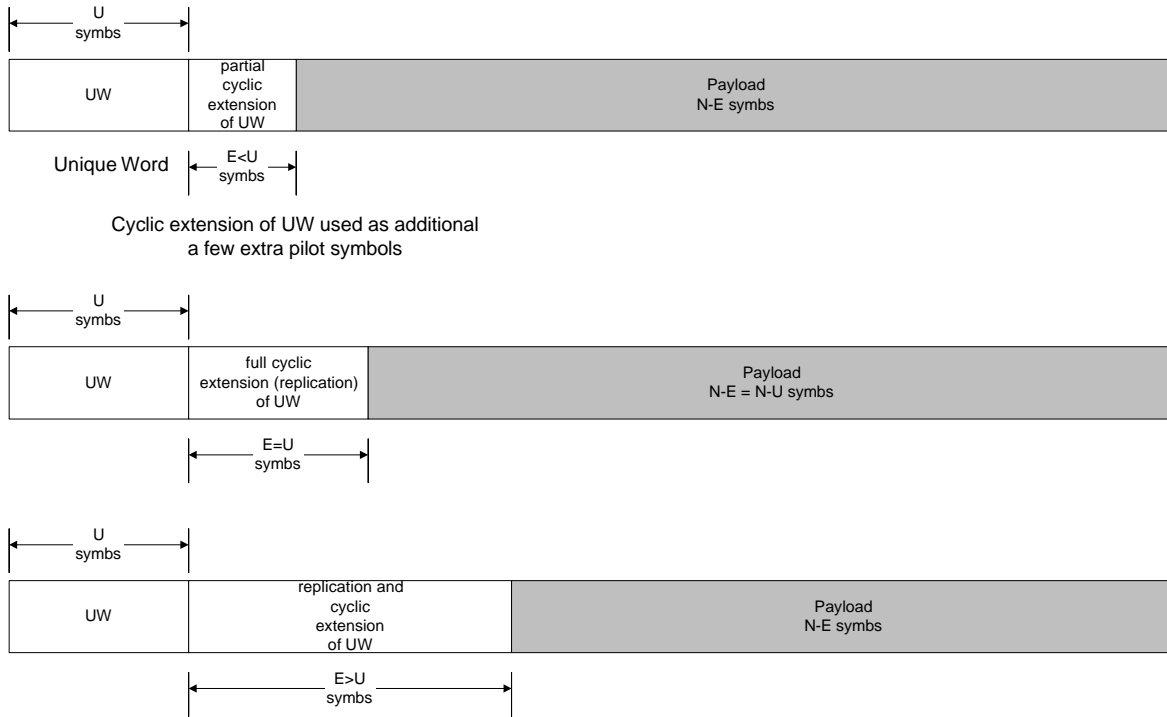 U
symbs
UW
partial
cyclic
extension
of UW
Payload
N-E symbs
Unique Word
E<U
symbs
Cyclic extension of UW used as additional
a few extra pilot symbols
U
symbs
UW
full cyclic
extension (replication)
of UW
Payload
N-E = N-U symbs
E=U
symbs
U
symbs
UW
replication and
cyclic
extension
of UW
Payload
N-E symbs
E>U
symbs